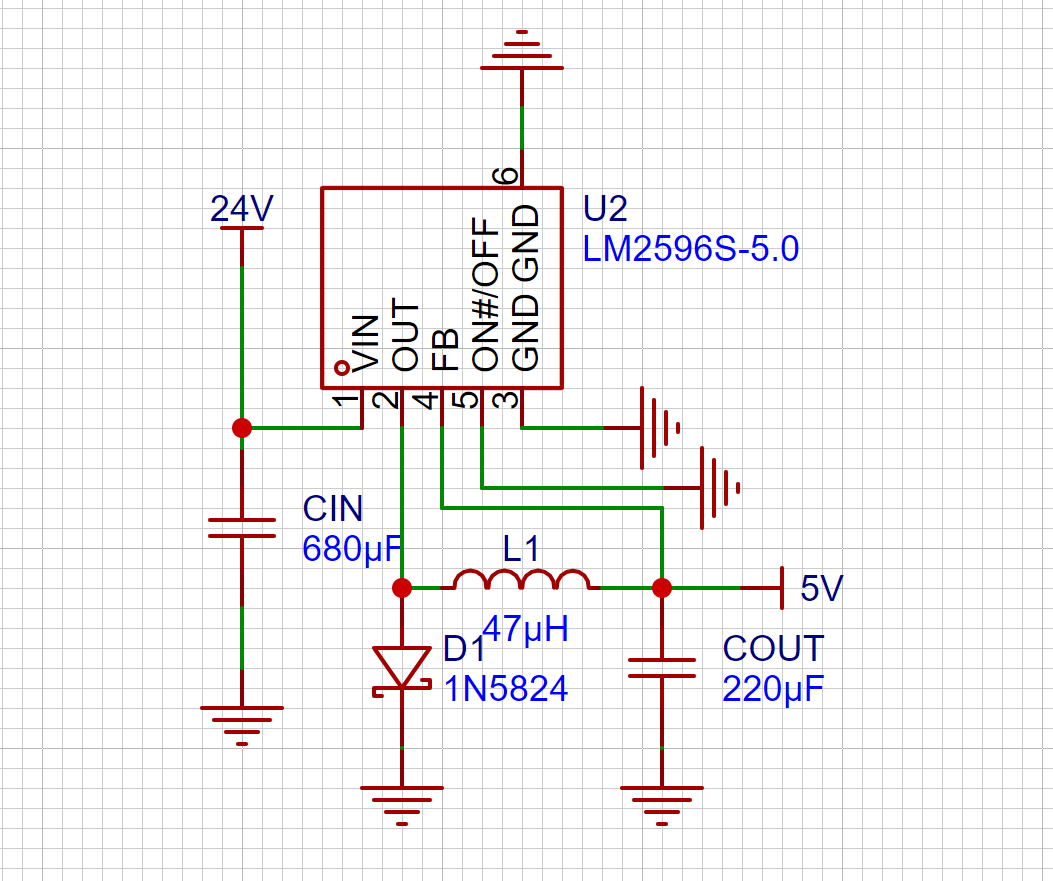 6
24V
U2
LM2596S-5.0
VIN
OUT
FB
ON#/OFF
GND GND
1
2
4
5
3
CIN
680µF
L1
47µH
5V
D1
1N5824
COUT
220µF